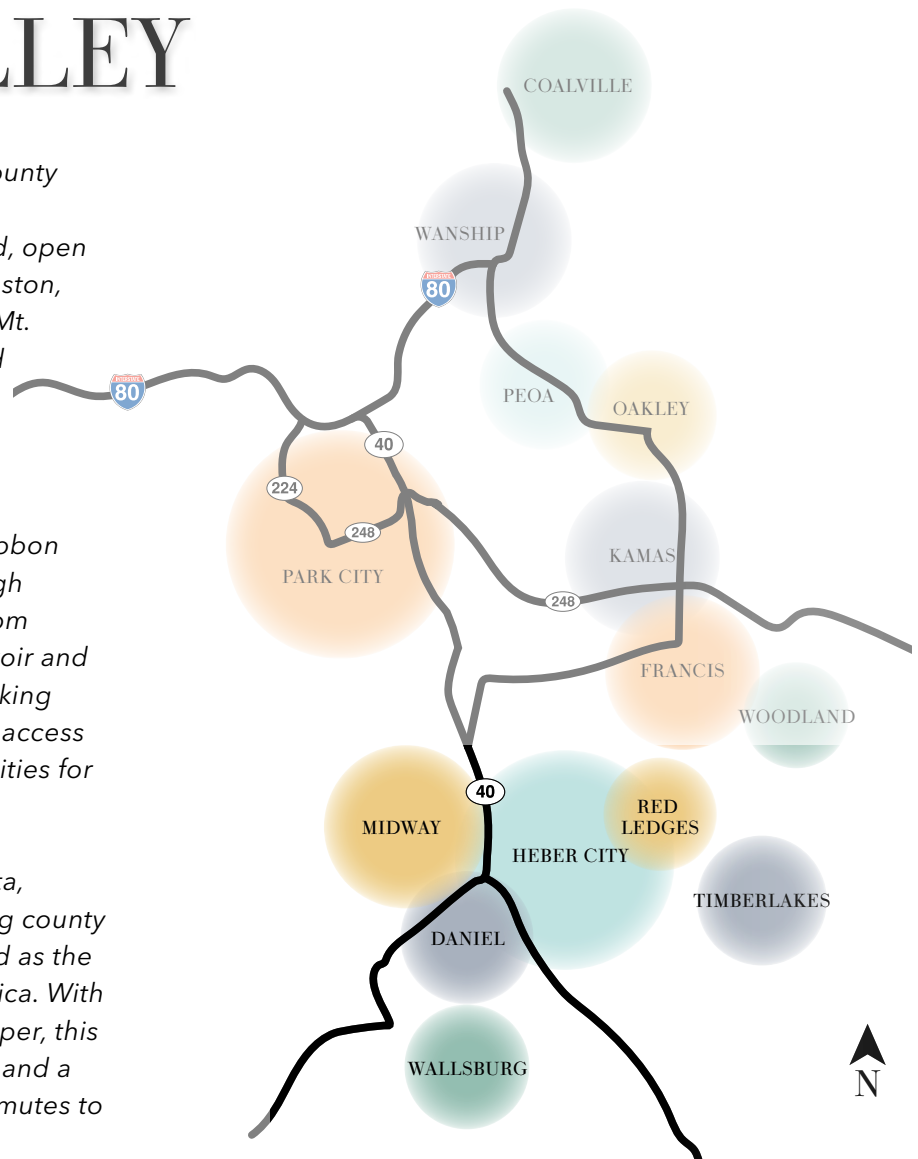 LLEY
ounty
d, open
ston,
Mt.
d
bbon
gh
om
oir and
king
access
ities for
ta,
g county
d as the
ica. With
per, this
and a
mutes to
COALVILLE
WANSHIP
80
80
PEOA
OAKLEY
40
224
248
PARK CITY
KAMAS
248
FRANCIS
WOODLAND
40
MIDWAY
RED
LEDGES
HEBER CITY
TIMBERLAKES
DANIEL
WALLSBURG
N